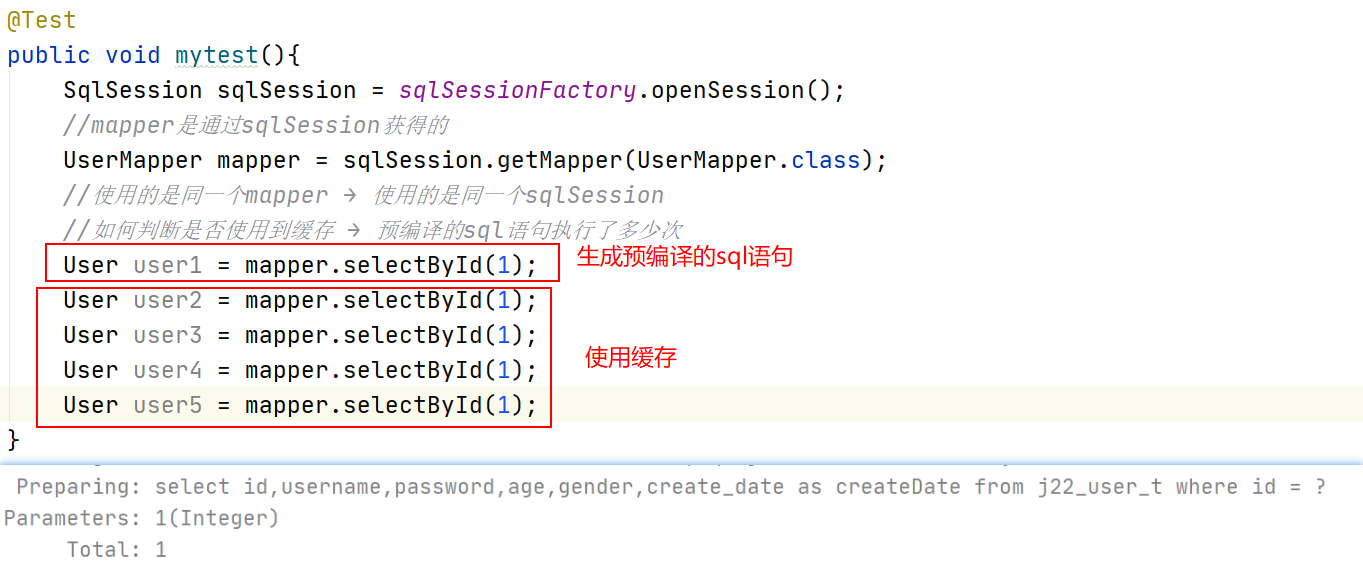 @Test
public void mytest(){
SqlSession sqlSession = sqlSessionFactory.openSession();
//mapper是通过sqlSession获得的
UserMapper mapper = sqlSession.getMapper(UserMapper.class);
//使用的是同一个mapper → 使用的是同一个sqlSession
//如何判断是否使用到缓存 → 预编译的sql语句执行了多少次
User user1 = mapper.selectById(1); 生成预编译的sql语句
User user2 = mapper.selectById(1);
User user3 = mapper.selectById(1);
使用缓存
User user4 = mapper.selectById(1);
User user5 = mapper.selectById(1);
}
Preparing: select id,username,password,age,gender,create_date as createDate from j22_user_t where id = ?
Parameters: 1(Integer)
Total: 1